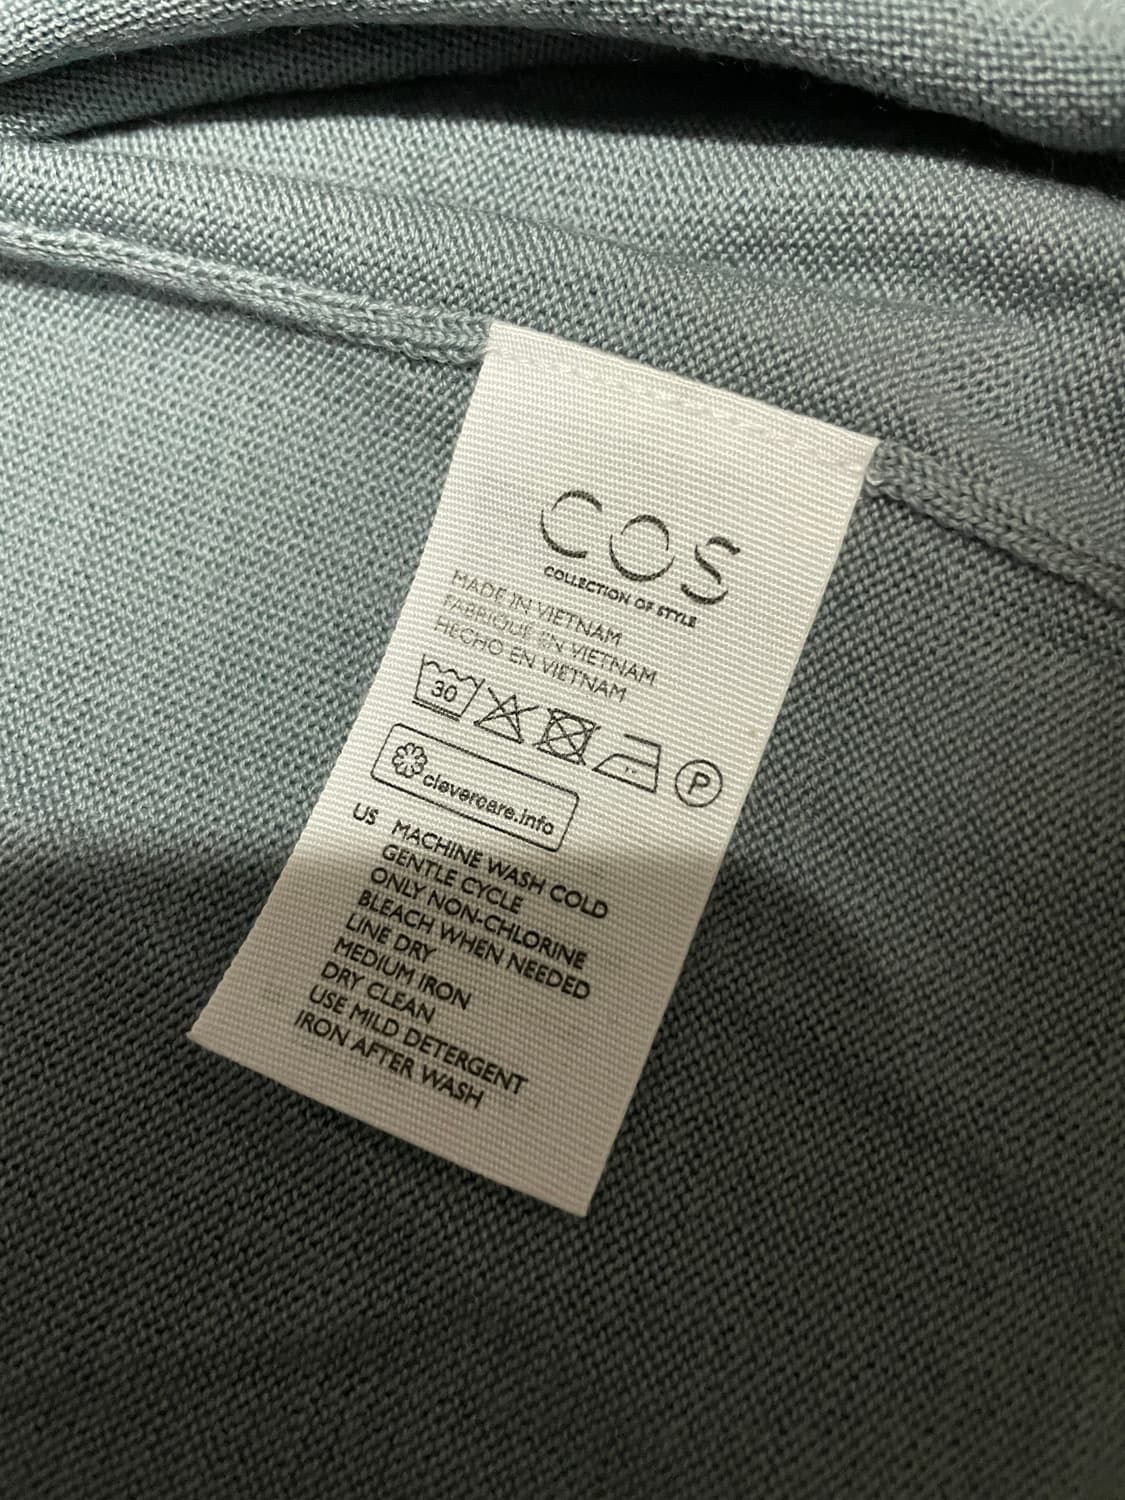 COS
COLLECTION OF STYLE
MADE IN VIETNAM
FABRIQUÉ EN VIETNAM
HECHO EN VIETNAM
30 P
clevercare.info
US MACHINE WASH COLD
GENTLE CYCLE
ONLY NON-CHLORINE
BLEACH WHEN NEEDED
LINE DRY
MEDIUM IRON
DRY CLEAN
USE MILD DETERGENT
IRON AFTER WASH